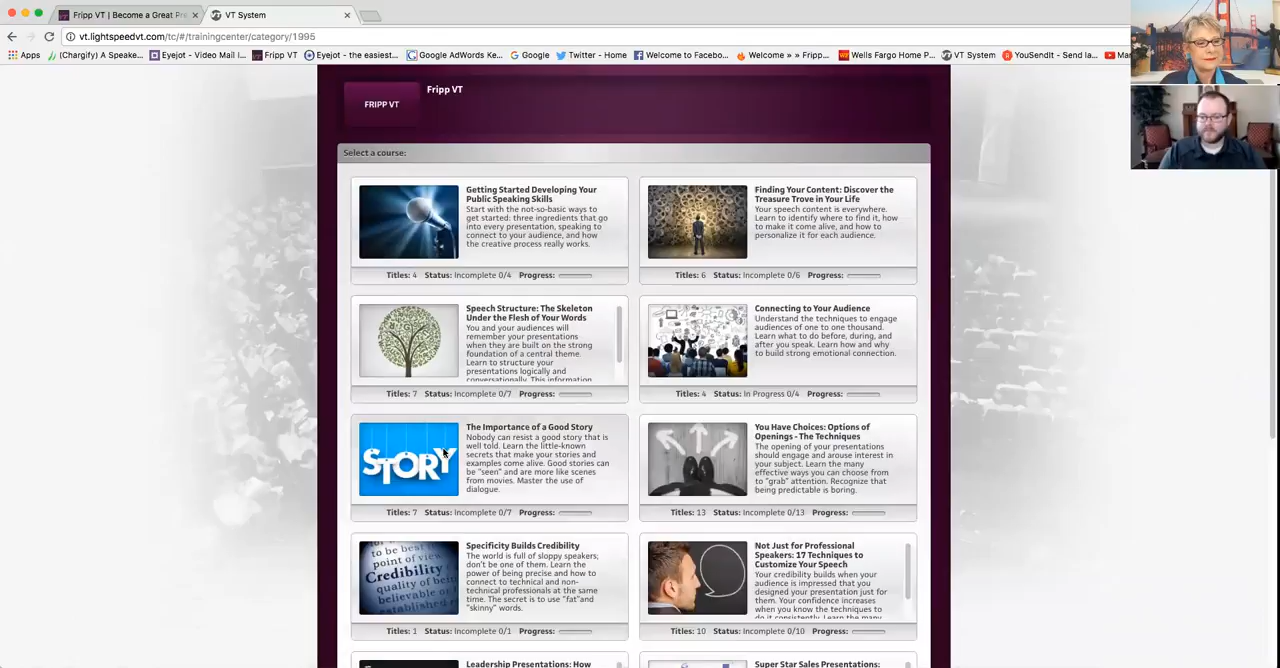 Fripp VT | Become a Great Pre
VT System
vt.lightspeedvt.com/tc/#/trainingcenter/category/1995
Apps
(Chargify) A Speake...
Eyejot - Video Mail I...
Fripp VT
Eyejot - the easiest...
Google AdWords Ke...
Google
Twitter - Home
Welcome to Facebo...
Welcome » » Fripp...
Wells Fargo Home P...
VT System
YouSendIt - Send la...
FRIPP VT
Fripp VT
Select a course:
Getting Started Developing Your
Public Speaking Skills
Start with the not-so-basic ways to
get started: three ingredients that go
into every presentation, speaking to
connect to your audience, and how
the creative process really works.
Titles: 4 Status: Incomplete 0/4 Progress:
Finding Your Content: Discover the
Treasure Trove in Your Life
Your speech content is everywhere.
Learn to identify where to find it, how
to make it come alive, and how to
personalize it for each audience.
Titles: 6 Status: Incomplete 0/6 Progress:
Speech Structure: The Skeleton
Under the Flesh of Your Words
You and your audiences will
remember your presentations
when they are built on the strong
foundation of a central theme.
Learn to structure your
presentations logically and
conversationally. This information
Titles: 7 Status: Incomplete 0/7 Progress:
Connecting to Your Audience
Understand the techniques to engage
audiences of one to one thousand.
Learn what to do before, during, and
after you speak. Learn how and why
to build strong emotional connection.
Titles: 4 Status: In Progress 0/4 Progress:
STORY
The Importance of a Good Story
Nobody can resist a good story that is
well told. Learn the little-known
secrets that make your stories and
examples come alive. Good stories can
be "seen" and are more like scenes
from movies. Master the use of
dialogue.
Titles: 7 Status: Incomplete 0/7 Progress:
You Have Choices: Options of
Openings - The Techniques
The opening of your presentations
should engage and arouse interest in
your subject. Learn the many
effective ways you can choose from
to "grab" attention. Recognize that
being predictable is boring.
Titles: 13 Status: Incomplete 0/13 Progress:
to be best,
point of view
Credibility
quality of being
established
Specificity Builds Credibility
The world is full of sloppy speakers;
don't be one of them. Learn the
power of being precise and how to
connect to technical and non-
technical professionals at the same
time. The secret is to use "fat"and
"skinny" words.
Titles: 1 Status: Incomplete 0/1 Progress:
Not Just for Professional
Speakers: 17 Techniques to
Customize Your Speech
Your credibility builds when your
audience is impressed that you
designed your presentation just for
them. Your confidence increases
when you know the techniques to
do it consistently. Learn the many
Titles: 10 Status: Incomplete 0/10 Progress:
Leadership Presentations: How
Super Star Sales Presentations: